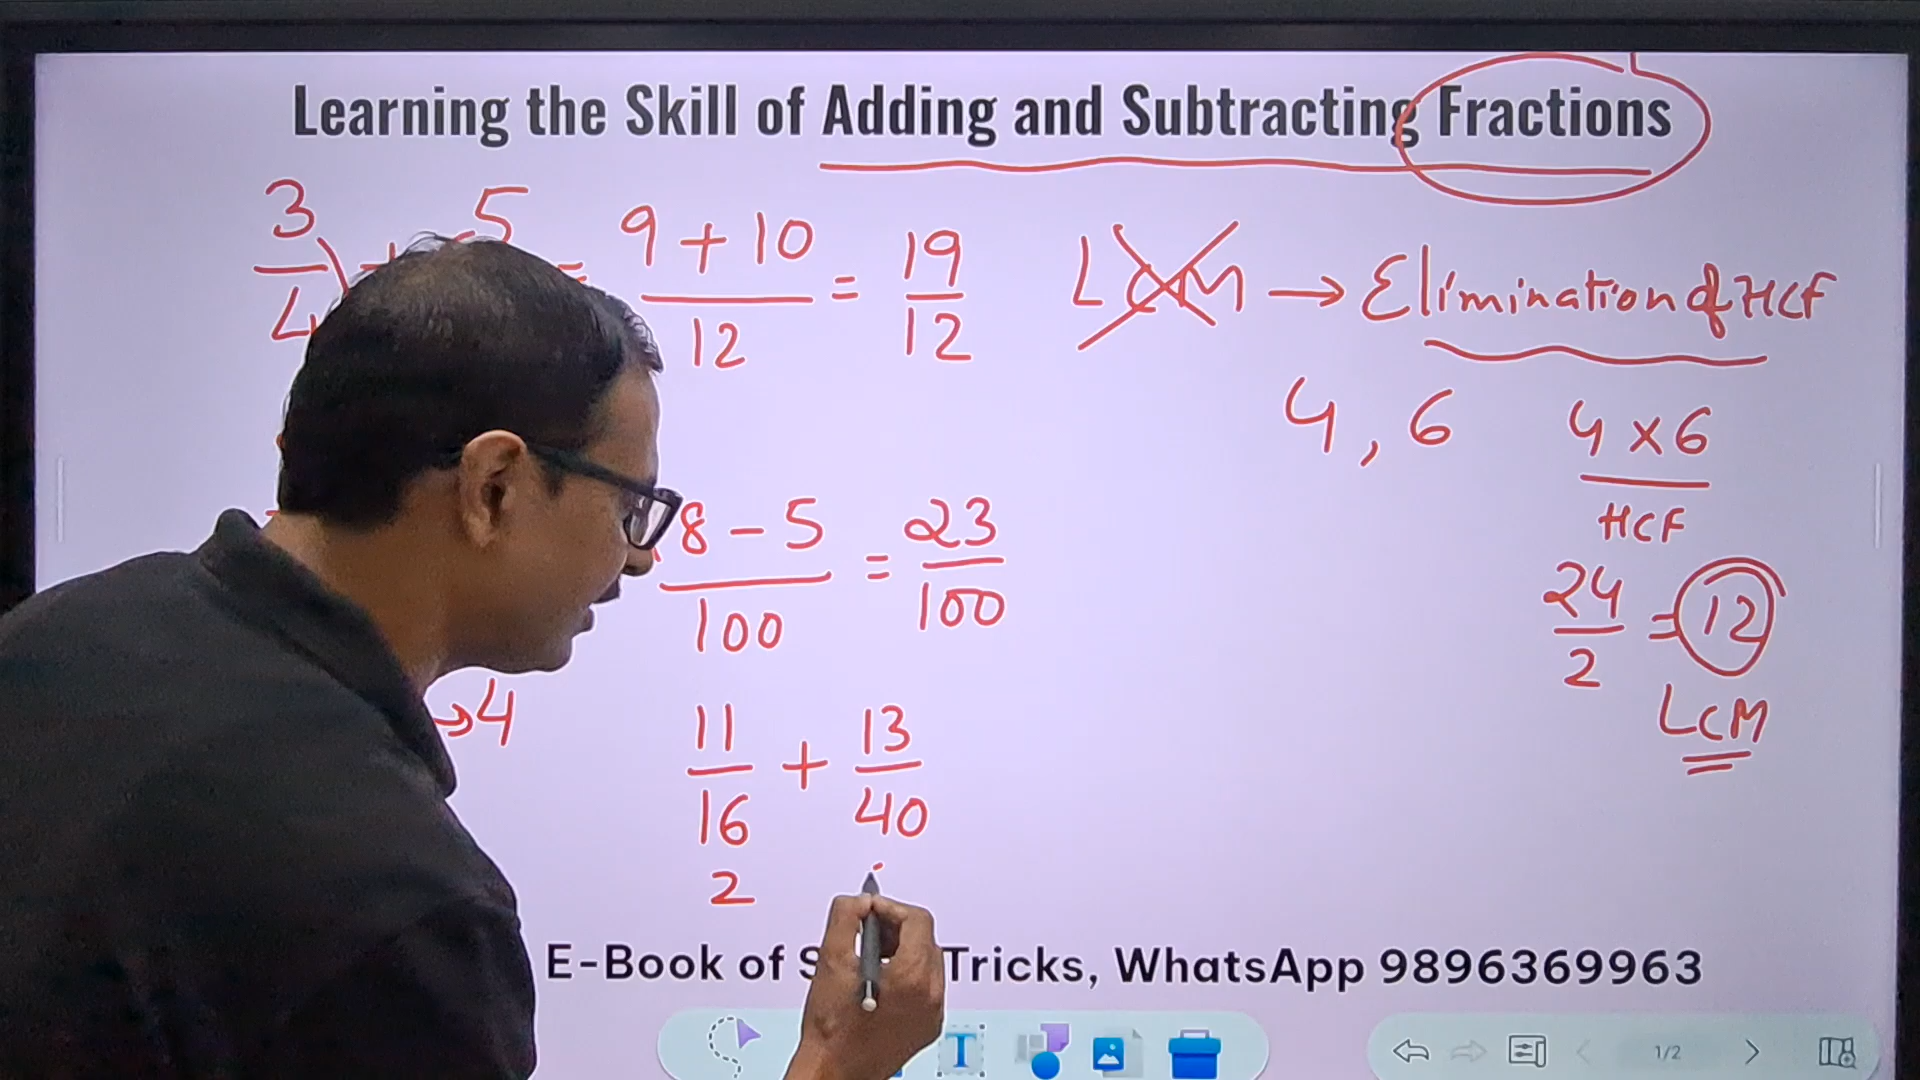 Learning the Skill of Adding and Subtracting Fractions
3 5 = 9 + 10 = 19
4 12 12
LCM → Elimination of HCF
4 , 6 4 × 6
HCF
8 - 5 = 23
100 100
24 = 12
2
LCM
→ 4
11 + 13
16 40
2
E-Book of S Tricks, WhatsApp 9896369963
T
1/2